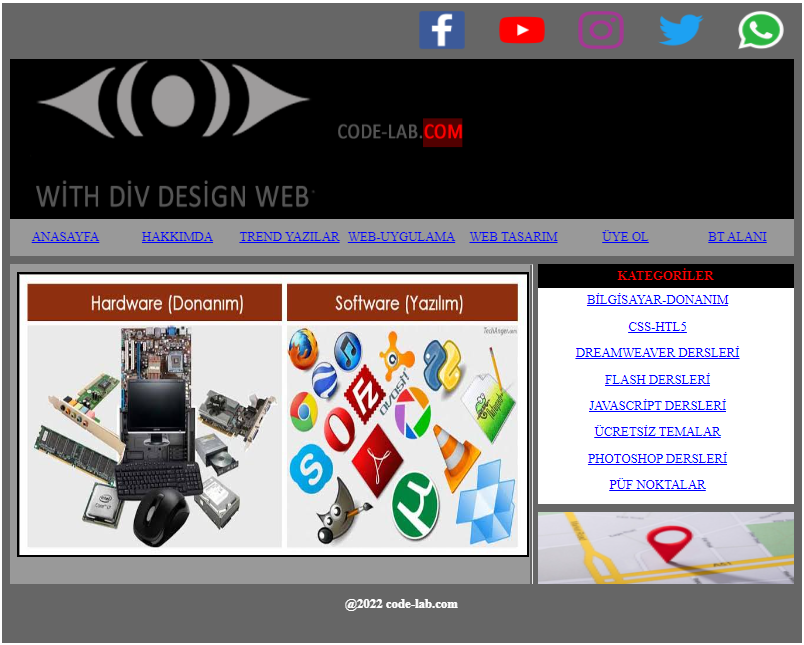 CODE-LAB.COM
WİTH DİV DESİGN WEB
ANASAYFA HAKKIMDA TREND YAZILAR WEB-UYGULAMA WEB TASARIM ÜYE OL BT ALANI
Hardware (Donanım) Software (Yazılım)
KATEGORİLER
BİLGİSAYAR-DONANIM
CSS-HTL5
DREAMWEAVER DERSLERİ
FLASH DERSLERİ
JAVASCRİPT DERSLERİ
ÜCRETSİZ TEMALAR
PHOTOSHOP DERSLERİ
PÜF NOKTALAR
@2022 code-lab.com